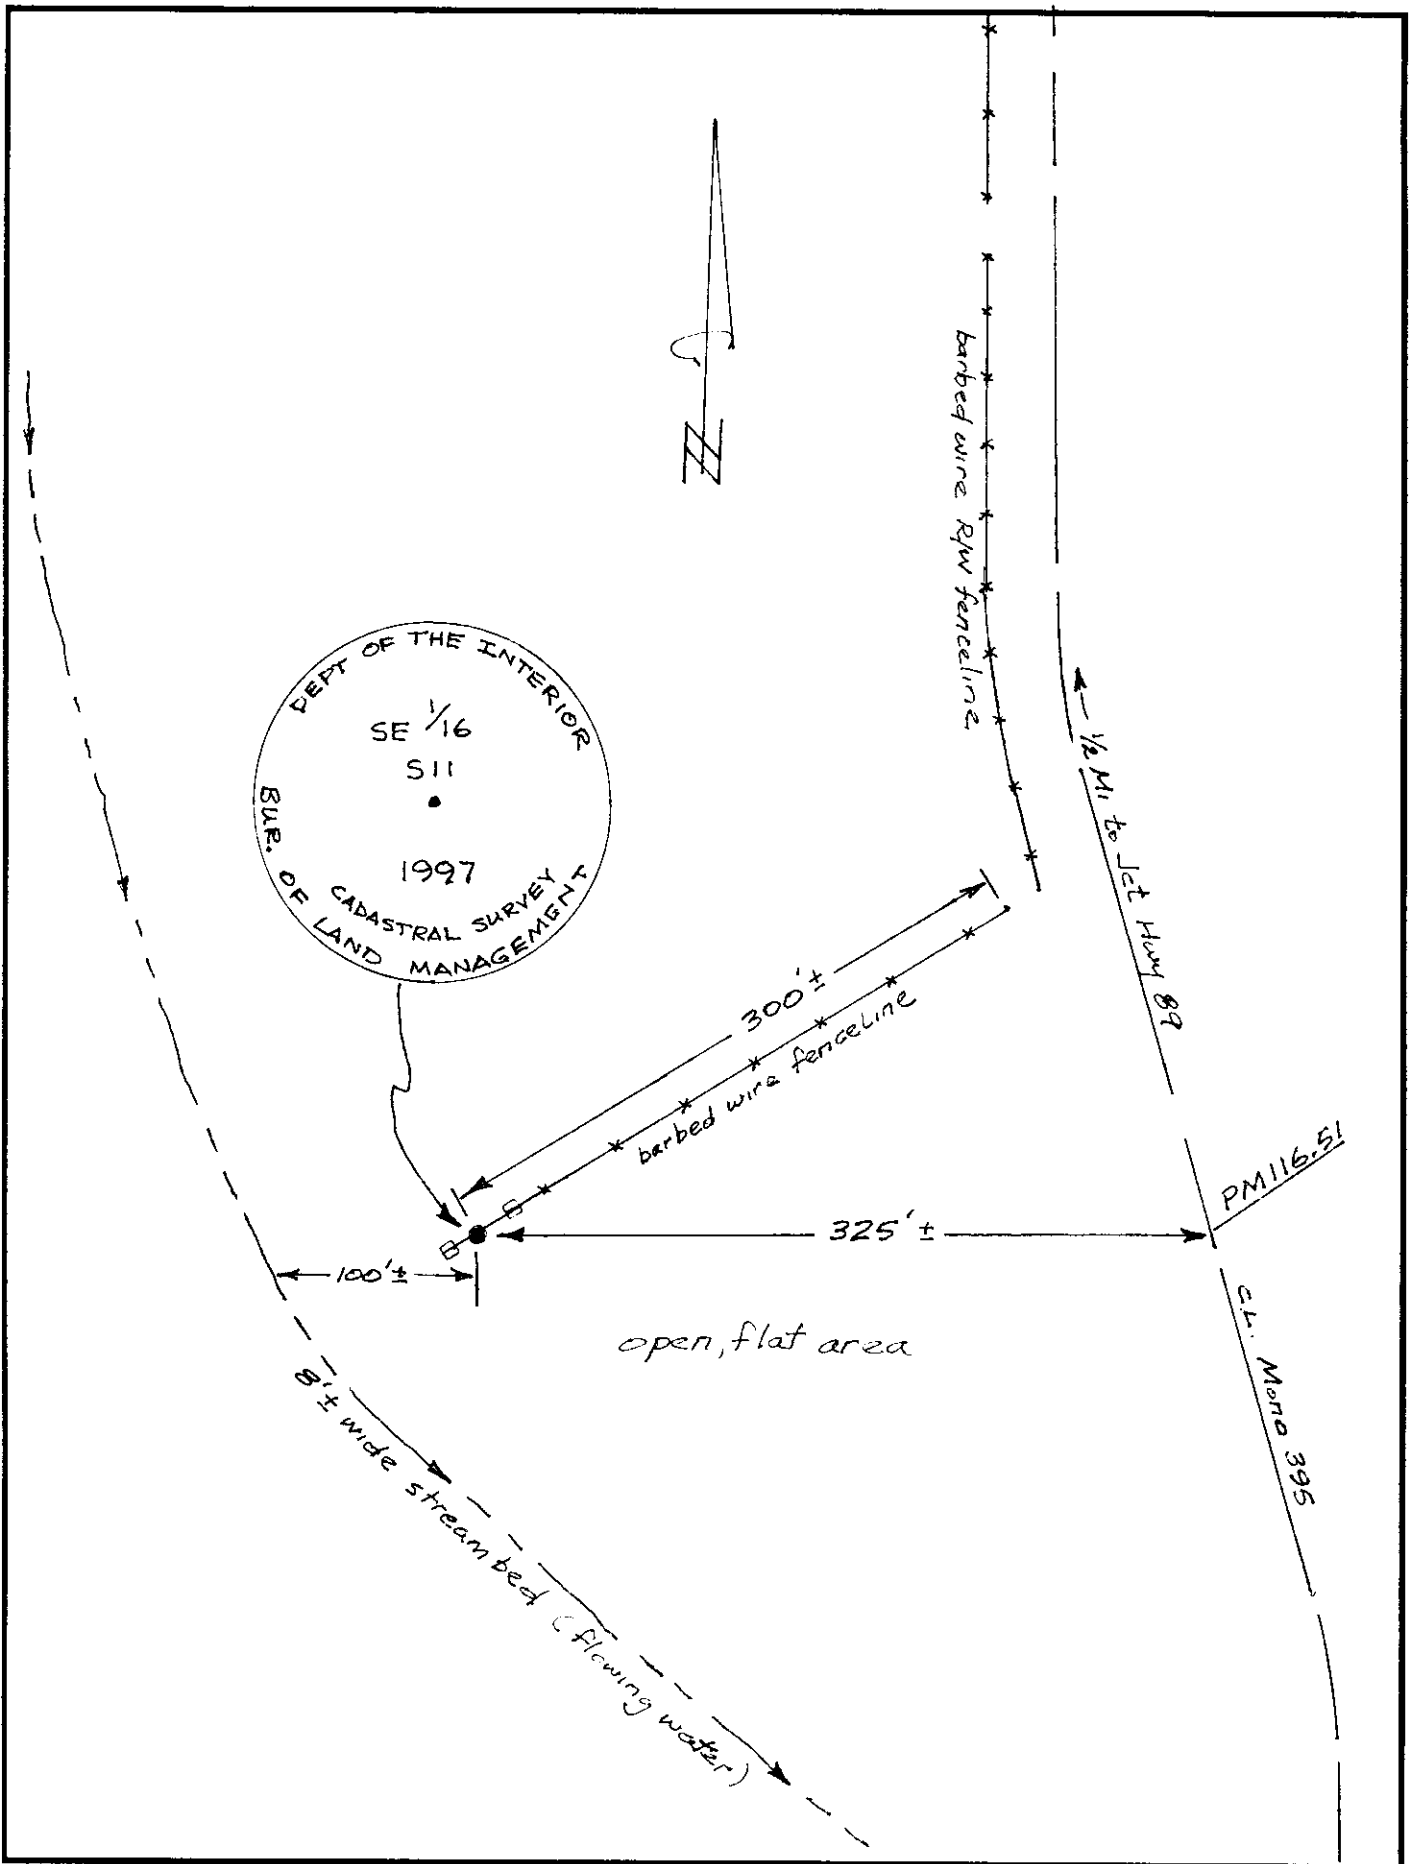 N
barbed wire R/W fenceline
DEPT OF THE INTERIOR
SE 1/16
S11
1997
CADASTRAL SURVEY
BUR. OF LAND MANAGEMENT
1/2 Mi to Jct Hwy 89
300'±
barbed wire fenceline
PM116.51
325'±
100'±
open, flat area
C.L. Mono 395
8'± wide streambed (flowing water)